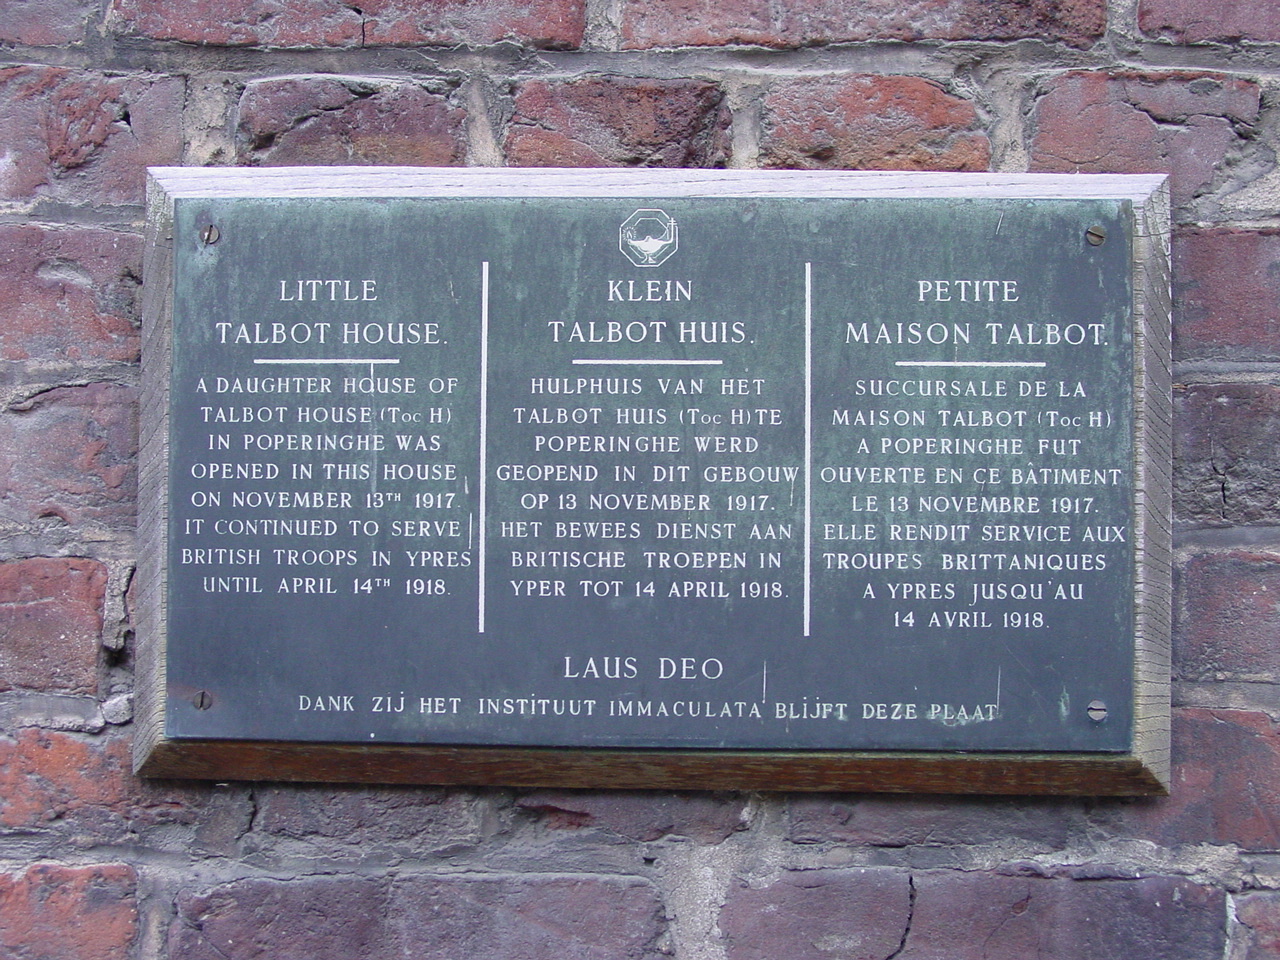 LITTLE
TALBOT HOUSE.
A DAUGHTER HOUSE OF
TALBOT HOUSE (Toc H)
IN POPERINGHE WAS
OPENED IN THIS HOUSE
ON NOVEMBER 13TH 1917.
IT CONTINUED TO SERVE
BRITISH TROOPS IN YPRES
UNTIL APRIL 14TH 1918.
KLEIN
TALBOT HUIS.
HULPHUIS VAN HET
TALBOT HUIS (Toc H) TE
POPERINGHE WERD
GEOPEND IN DIT GEBOUW
OP 13 NOVEMBER 1917.
HET BEWEES DIENST AAN
BRITISCHE TROEPEN IN
YPER TOT 14 APRIL 1918.
PETITE
MAISON TALBOT.
SUCCURSALE DE LA
MAISON TALBOT (Toc H)
A POPERINGHE FUT
OUVERTE EN CE BÂTIMENT
LE 13 NOVEMBRE 1917.
ELLE RENDIT SERVICE AUX
TROUPES BRITTANIQUES
A YPRES JUSQU'AU
14 AVRIL 1918.
LAUS DEO
DANK ZIJ HET INSTITUUT IMMACULATA BLIJFT DEZE PLAAT